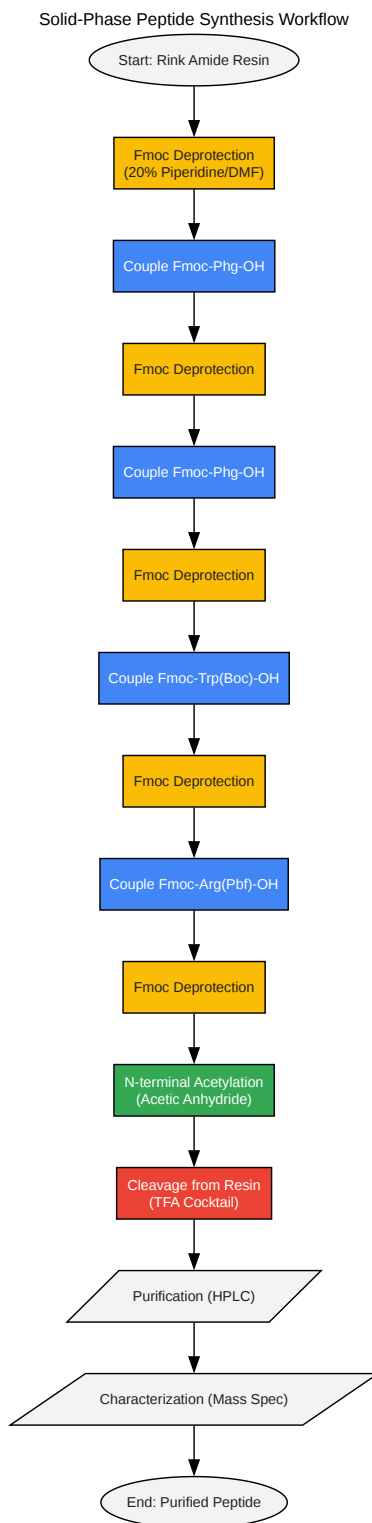 Solid-Phase Peptide Synthesis Workflow
Start: Rink Amide Resin
Fmoc Deprotection
(20% Piperidine/DMF)
Couple Fmoc-Phg-OH
Fmoc Deprotection
Couple Fmoc-Phg-OH
Fmoc Deprotection
Couple Fmoc-Trp(Boc)-OH
Fmoc Deprotection
Couple Fmoc-Arg(Pbf)-OH
Fmoc Deprotection
N-terminal Acetylation
(Acetic Anhydride)
Cleavage from Resin
(TFA Cocktail)
Purification (HPLC)
Characterization (Mass Spec)
End: Purified Peptide